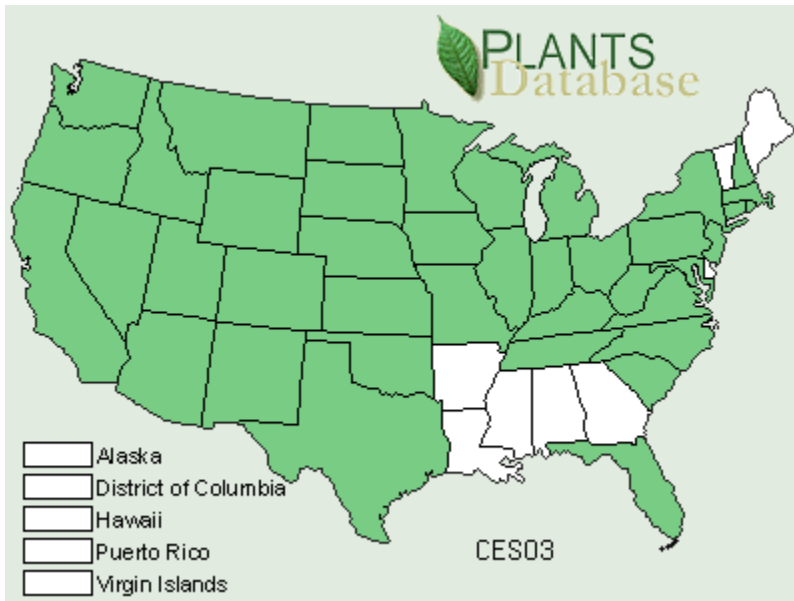 PLANTS
Database
Alaska
District of Columbia
Hawaii
Puerto Rico
Virgin Islands
CESO3